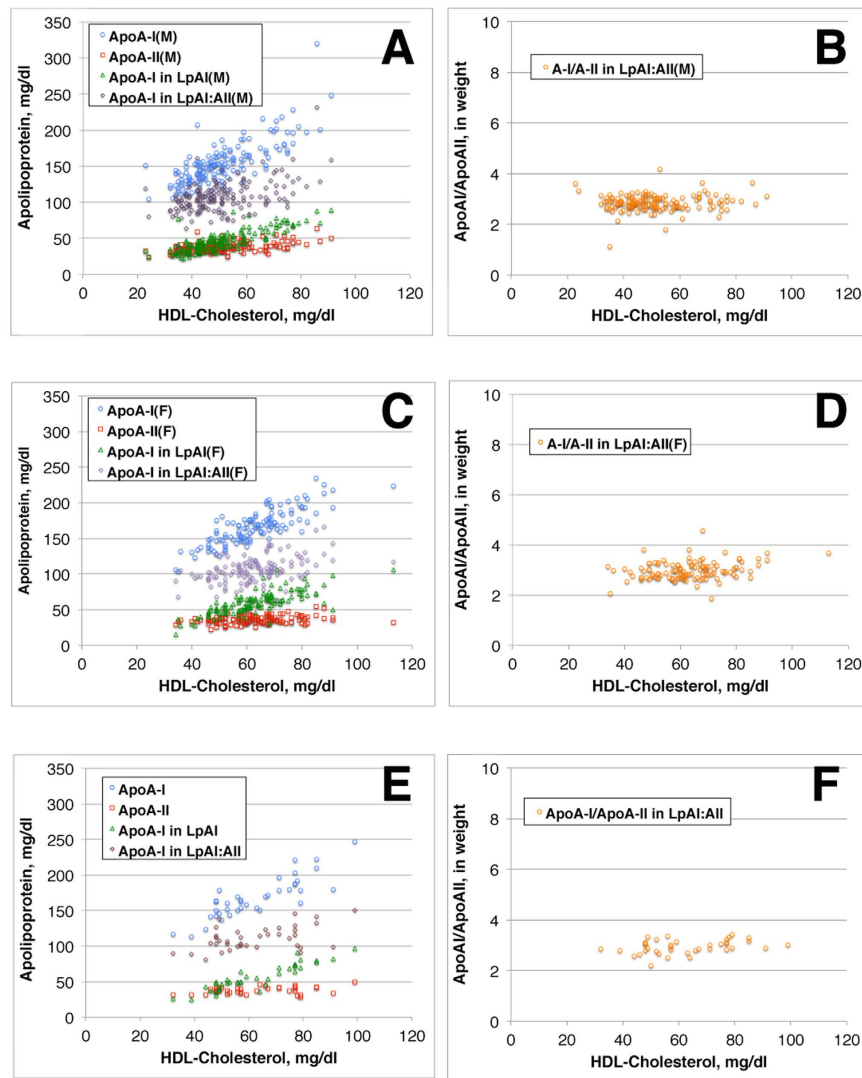 A
350
300
250
200
150
100
50
0
Apolipoprotein, mg/dl
ApoA-I(M)
ApoA-II(M)
ApoA-I in LpAI(M)
ApoA-I in LpAI:AII(M)
0 20 40 60 80 100 120
HDL-Cholesterol, mg/dl
B
10
8
6
4
2
0
ApoAI/ApoAII, in weight
A-I/A-II in LpAI:AII(M)
0 20 40 60 80 100 120
HDL-Cholesterol, mg/dl
C
350
300
250
200
150
100
50
0
Apolipoprotein, mg/dl
ApoA-I(F)
ApoA-II(F)
ApoA-I in LpAI(F)
ApoA-I in LpAI:AII(F)
0 20 40 60 80 100 120
HDL-Cholesterol, mg/dl
D
10
8
6
4
2
0
ApoAI/ApoAII, in weight
A-I/A-II in LpAI:AII(F)
0 20 40 60 80 100 120
HDL-Cholesterol, mg/dl
E
350
300
250
200
150
100
50
0
Apolipoprotein, mg/dl
ApoA-I
ApoA-II
ApoA-I in LpAI
ApoA-I in LpAI:AII
0 20 40 60 80 100 120
HDL-Cholesterol, mg/dl
F
10
8
6
4
2
0
ApoAI/ApoAII, in weight
ApoA-I/ApoA-II in LpAI:AII
0 20 40 60 80 100 120
HDL-Cholesterol, mg/dl